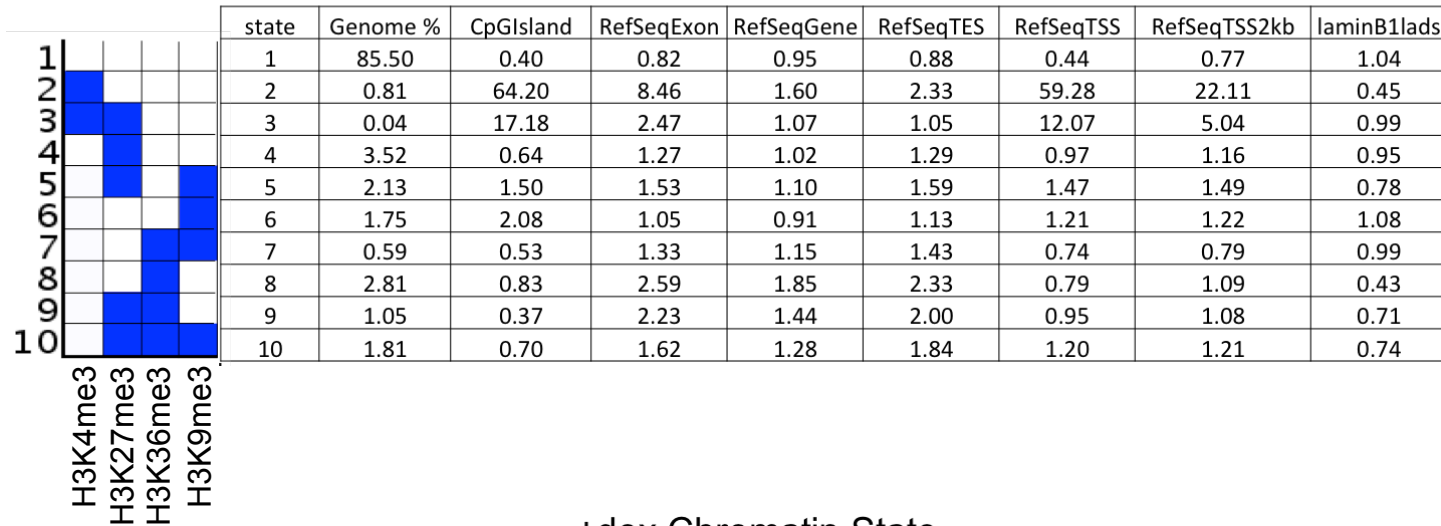 state Genome % CpGIsland RefSeqExon RefSeqGene RefSeqTES RefSeqTSS RefSeqTSS2kb laminB1lads
1 1 85.50 0.40 0.82 0.95 0.88 0.44 0.77 1.04
2 2 0.81 64.20 8.46 1.60 2.33 59.28 22.11 0.45
3 3 0.04 17.18 2.47 1.07 1.05 12.07 5.04 0.99
4 4 3.52 0.64 1.27 1.02 1.29 0.97 1.16 0.95
5 5 2.13 1.50 1.53 1.10 1.59 1.47 1.49 0.78
6 6 1.75 2.08 1.05 0.91 1.13 1.21 1.22 1.08
7 7 0.59 0.53 1.33 1.15 1.43 0.74 0.79 0.99
8 8 2.81 0.83 2.59 1.85 2.33 0.79 1.09 0.43
9 9 1.05 0.37 2.23 1.44 2.00 0.95 1.08 0.71
10 10 1.81 0.70 1.62 1.28 1.84 1.20 1.21 0.74
H3K4me3
H3K27me3
H3K36me3
H3K9me3
+dex Chromatin State